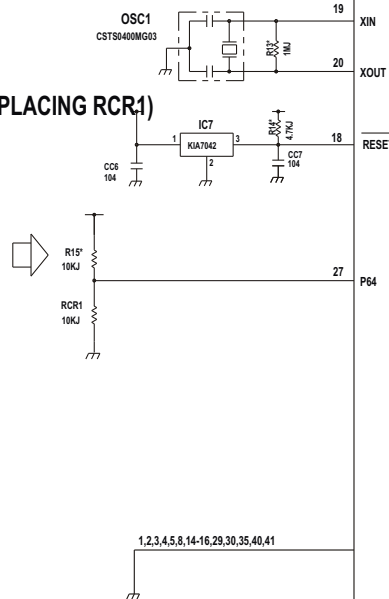 OSC1
CSTS0400MG03
R13*
1MJ
19
XIN
20
XOUT
PLACING RCR1)
IC7
1
KIA7042
3
2
R14*
4.7KJ
18
RESE
CC6
104
CC7
104
R15*
10KJ
27
P64
RCR1
10KJ
1,2,3,4,5,8,14-16,29,30,35,40,41